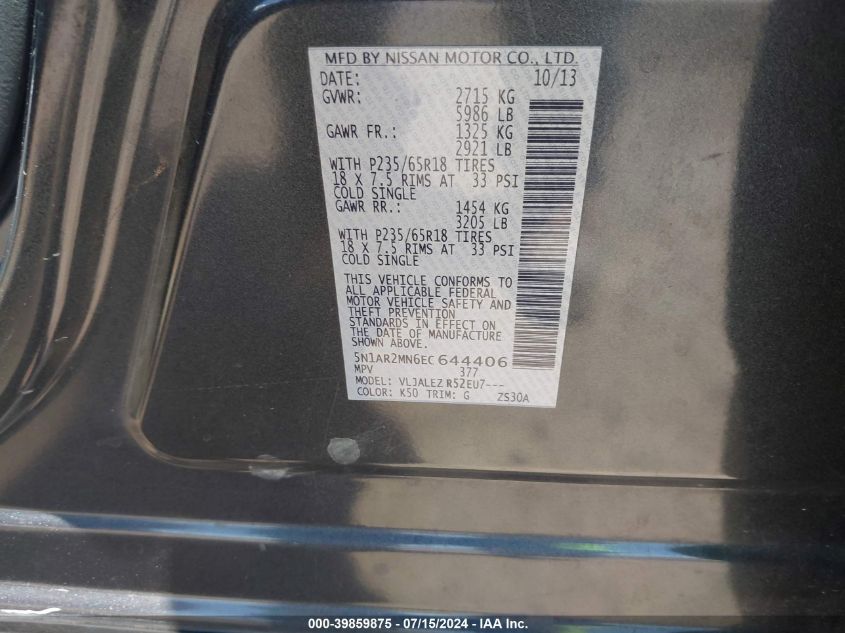 MFD BY NISSAN MOTOR CO., LTD.
DATE: 10/13
GVWR: 2715 KG
5986 LB
GAWR FR.: 1325 KG
2921 LB
WITH P235/65R18 TIRES
18 X 7.5 RIMS AT 33 PSI
COLD SINGLE
GAWR RR.: 1454 KG
3205 LB
WITH P235/65R18 TIRES
18 X 7.5 RIMS AT 33 PSI
COLD SINGLE
THIS VEHICLE CONFORMS TO
ALL APPLICABLE FEDERAL
MOTOR VEHICLE SAFETY AND
THEFT PREVENTION
STANDARDS IN EFFECT ON
THE DATE OF MANUFACTURE
SHOWN ABOVE.
5N1AR2MN6EC 644406
MPV 377
MODEL: VLJALEZ R52EU7---
COLOR: K50 TRIM: G ZS30A
000-39859875 - 07/15/2024 - IAA Inc.